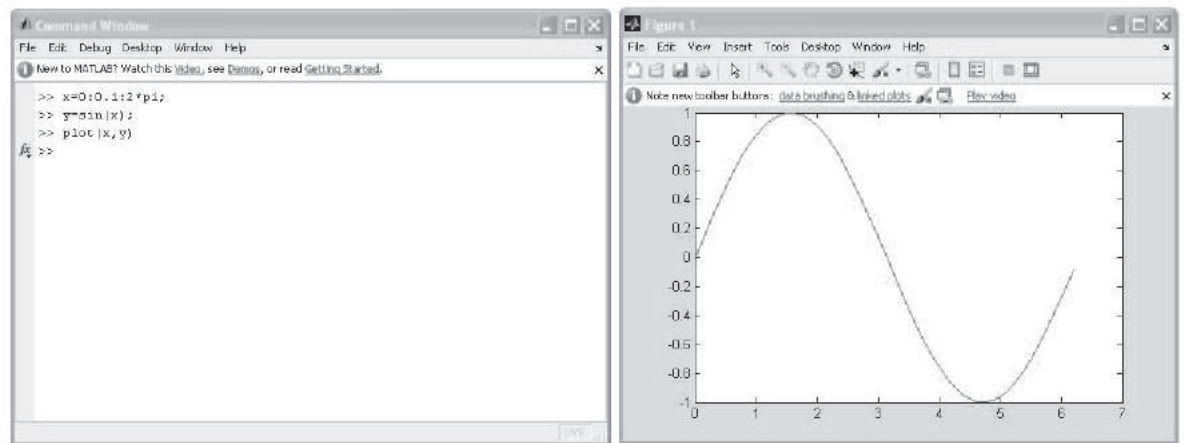 Command Window
File Edit Debug Desktop Window Help
New to MATLAB? Watch this Video, see Demos, or read Getting Started.
>> x=0:0.1:2*pi;
>> y=sin(x);
>> plot(x,y)
fx >>
OVR
Figure 1
File Edit View Insert Tools Desktop Window Help
Note new toolbar buttons: data brushing & linked plots Play video
1
0.8
0.6
0.4
0.2
0
-0.2
-0.4
-0.6
-0.8
-1
0 1 2 3 4 5 6 7